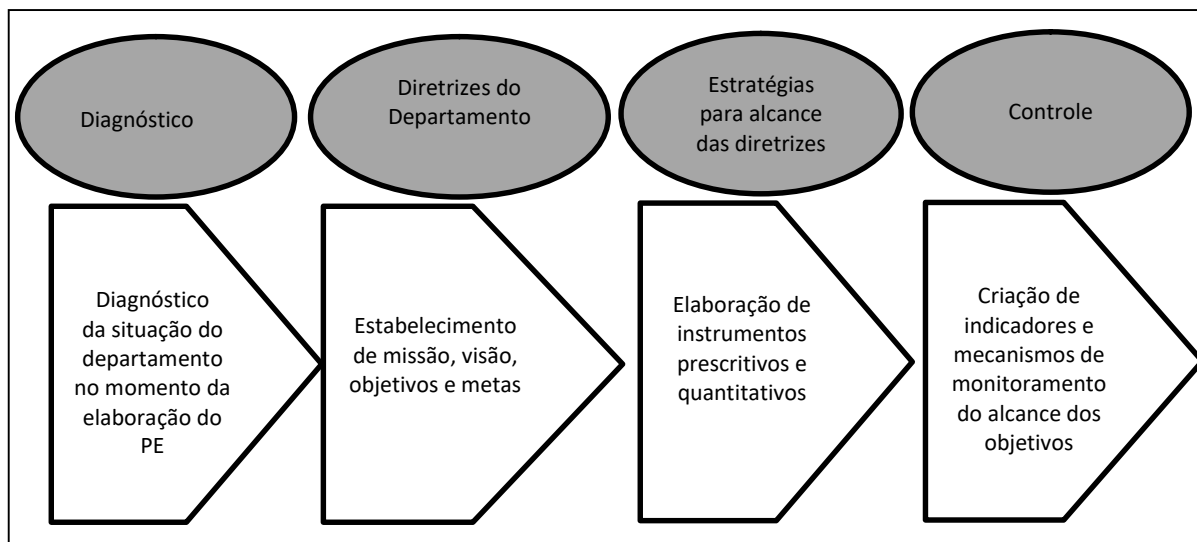 Diagnóstico
Diretrizes do
Departamento
Estratégias
para alcance
das diretrizes
Controle
Diagnóstico
da situação do
departamento
no momento da
elaboração do
PE
Estabelecimento
de missão, visão,
objetivos e metas
Elaboração de
instrumentos
prescritivos e
quantitativos
Criação de
indicadores e
mecanismos de
monitoramento
do alcance dos
objetivos